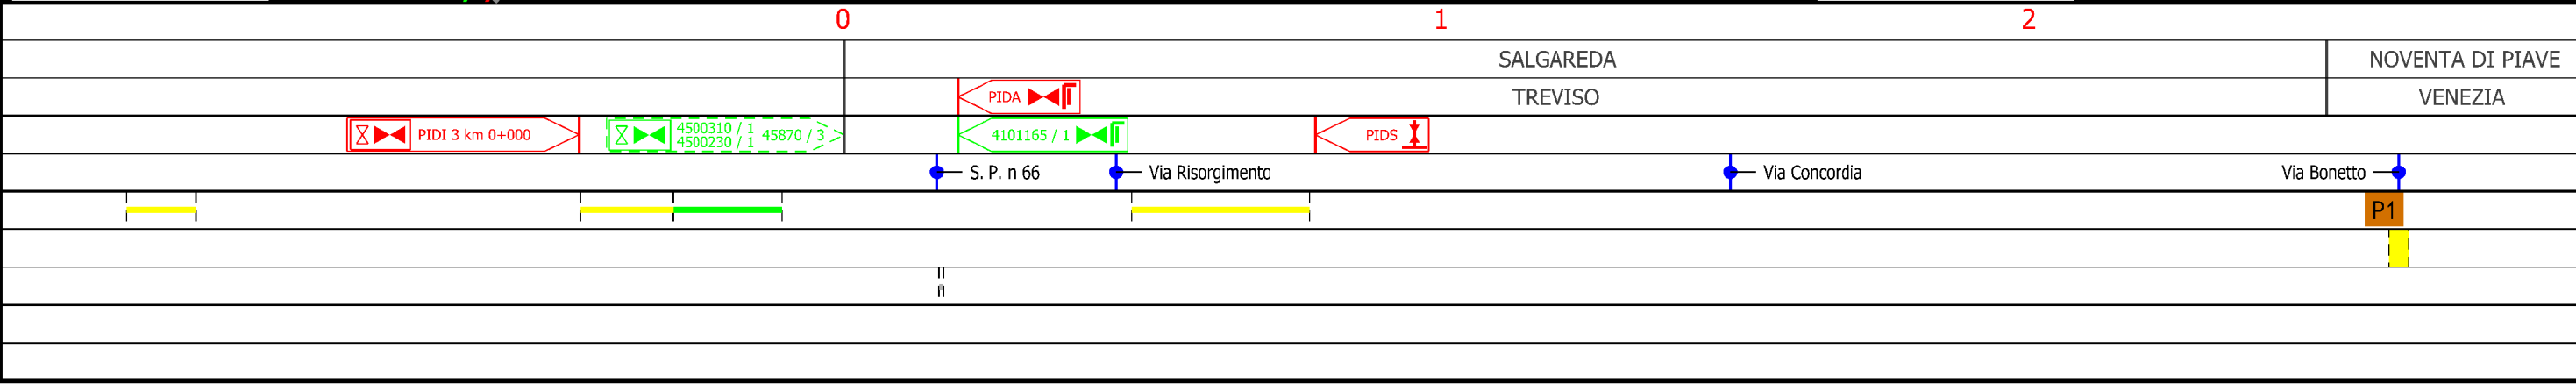 0 1 2
SALGAREDA NOVENTA DI PIAVE
PIDA TREVISO VENEZIA
PIDI 3 km 0+000 4500310 / 1 45870 / 3 4101165 / 1 PIDS
4500230 / 1
S. P. n 66 Via Risorgimento Via Concordia Via Bonetto
P1